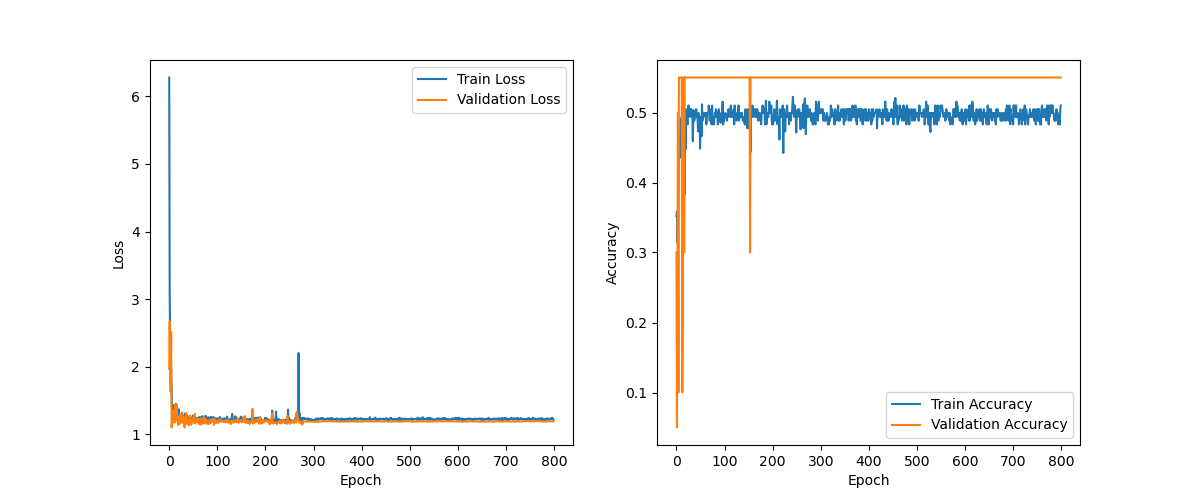 Train Loss
Validation Loss
6
5
4
3
2
1
Loss
0 100 200 300 400 500 600 700 800
Epoch
0.5
0.4
0.3
0.2
0.1
Accuracy
Train Accuracy
Validation Accuracy
0 100 200 300 400 500 600 700 800
Epoch